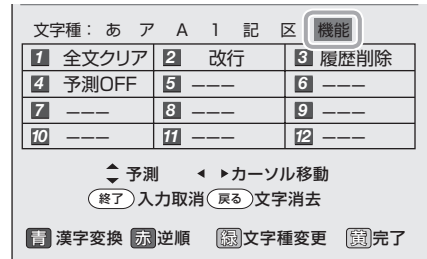 文字種： あ ア A 1 記 区 機能
1 全文クリア 2 改行 3 履歴削除
4 予測OFF 5 −−− 6 −−−
7 −−− 8 −−− 9 −−−
10 −−− 11 −−− 12 −−−
予測 カーソル移動
終了 入力取消 戻る 文字消去
青 漢字変換 赤 逆順 緑 文字種変更 黄 完了